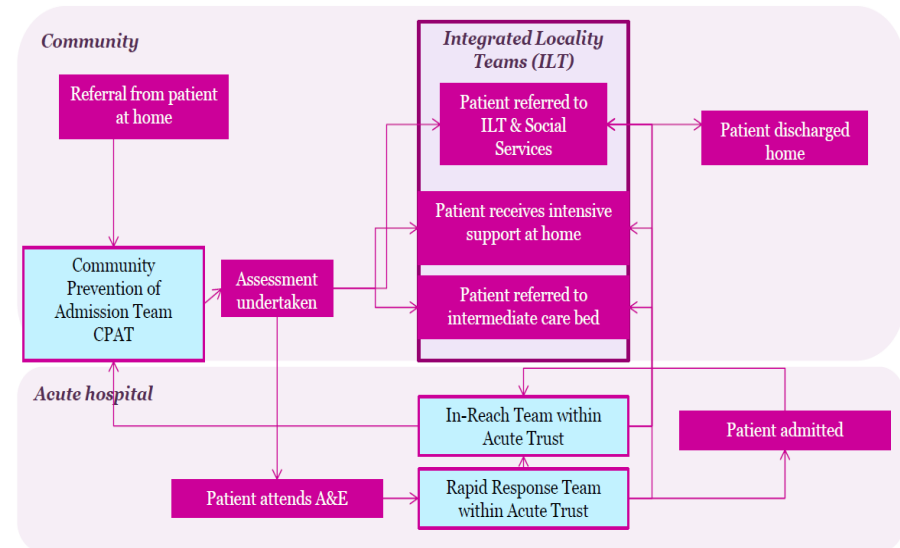 Community
Integrated Locality
Teams (ILT)
Referral from patient
at home
Patient referred to
ILT & Social
Services
Patient discharged
home
Patient receives intensive
support at home
Community
Prevention of
Admission Team
CPAT
Assessment
undertaken
Patient referred to
intermediate care bed
Acute hospital
In-Reach Team within
Acute Trust
Patient admitted
Patient attends A&E
Rapid Response Team
within Acute Trust